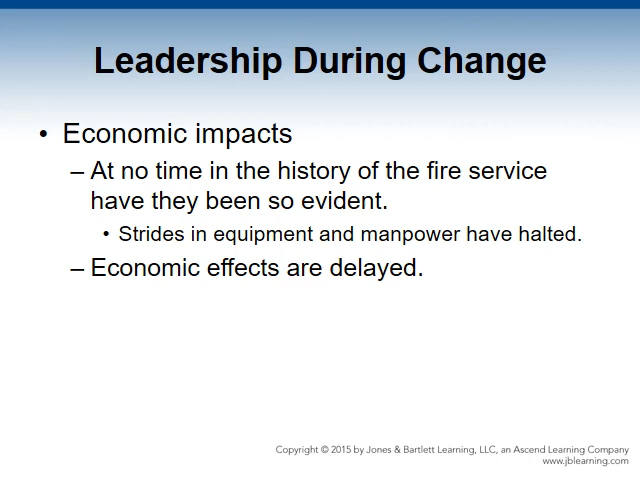 Leadership During Change
• Economic impacts
– At no time in the history of the fire service
have they been so evident.
• Strides in equipment and manpower have halted.
– Economic effects are delayed.
Copyright © 2015 by Jones & Bartlett Learning, LLC, an Ascend Learning Company
www.jblearning.com